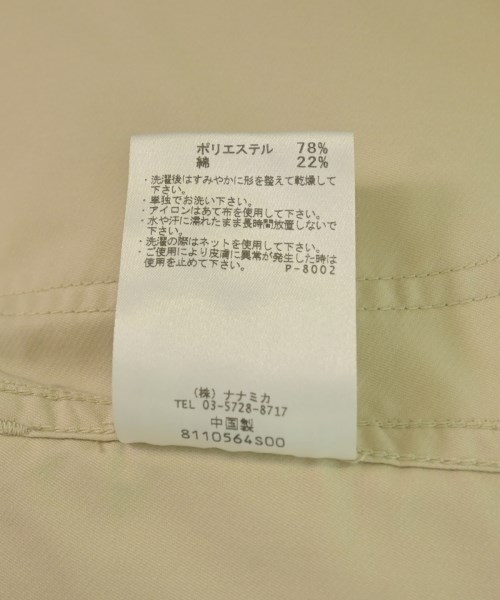 ポリエステル 78%
綿 22%
・洗濯後はすみやかに形を整えて乾燥して
下さい。
・単独でお洗い下さい。
・アイロンはあて布を使用して下さい。
・水や汗に濡れたまま長時間放置しないで
下さい。
・洗濯の際はネットを使用して下さい。
・ご使用により皮膚に異常が発生した時は
使用を止めて下さい。 P-8002
(株) ナナミカ
TEL 03-5728-8717
中国製
8110564S00